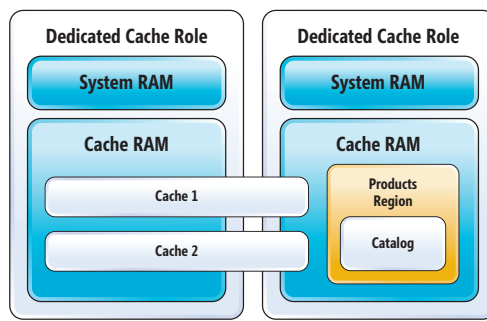 Dedicated Cache Role
System RAM
Cache RAM
Cache 1
Cache 2
Dedicated Cache Role
System RAM
Cache RAM
Products
Region
Catalog